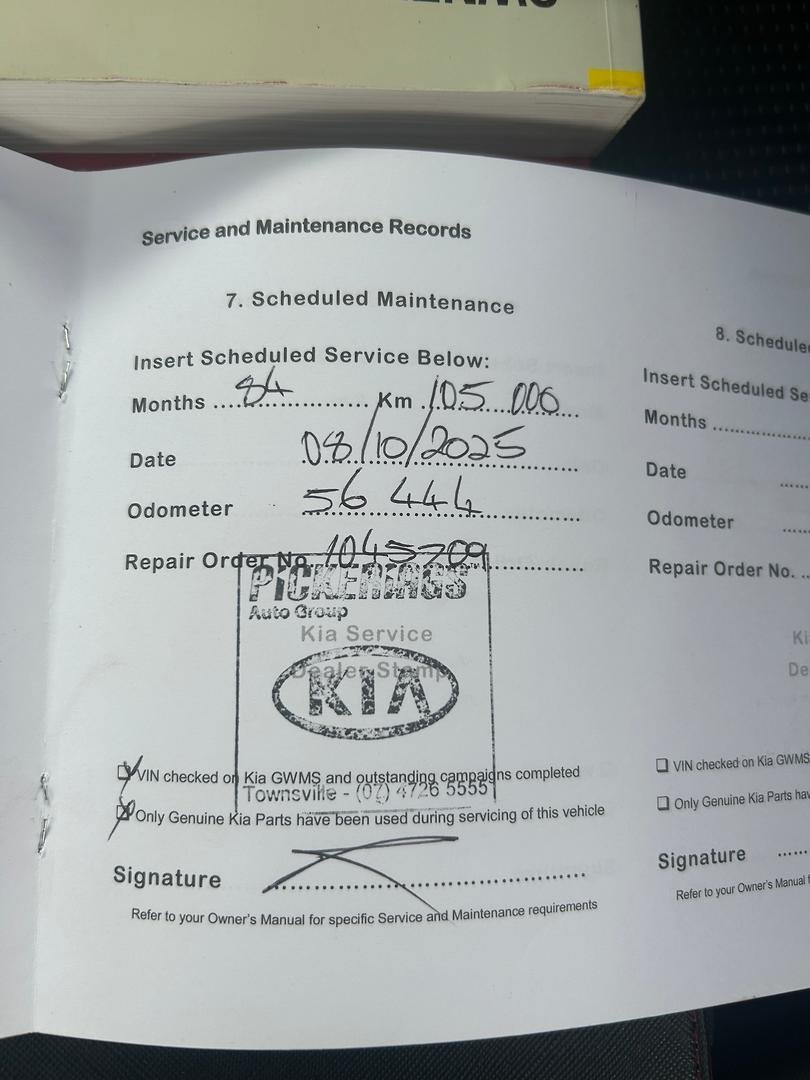 Service and Maintenance Records
7. Scheduled Maintenance
Insert Scheduled Service Below:
Months ....84.... Km ..105 000
Date 08/10/2025
Odometer 56 444
Repair Order No. 1045709
PICKERINGS
Auto Group
Kia Service
Dealer Stamp
KIA
VIN checked on Kia GWMS and outstanding campaigns completed
Townsville - (07) 4726 5555
Only Genuine Kia Parts have been used during servicing of this vehicle
Signature
Refer to your Owner's Manual for specific Service and Maintenance requirements
8. Schedule
Insert Scheduled Se
Months
Date
Odometer
Repair Order No.
Ki
De
VIN checked on Kia GWMS
Only Genuine Kia Parts hav
Signature
Refer to your Owner's Manual f